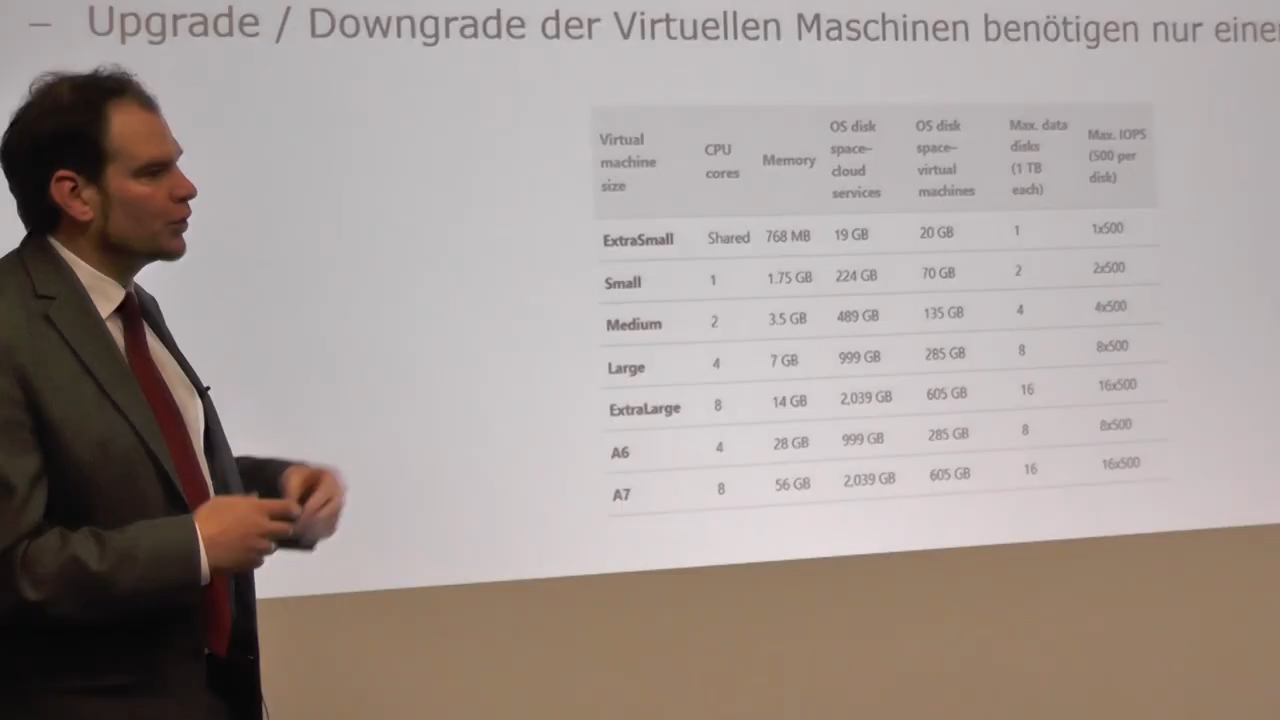 – Upgrade / Downgrade der Virtuellen Maschinen benötigen nur
Virtual machine size CPU cores Memory OS disk space– cloud services OS disk space– virtual machines Max. data disks (1 TB each) Max. IOPS (500 per disk)
ExtraSmall Shared 768 MB 19 GB 20 GB 1 1x500
Small 1 1.75 GB 224 GB 70 GB 2 2x500
Medium 2 3.5 GB 489 GB 135 GB 4 4x500
Large 4 7 GB 999 GB 285 GB 8 8x500
ExtraLarge 8 14 GB 2,039 GB 605 GB 16 16x500
A6 4 28 GB 999 GB 285 GB 8 8x500
A7 8 56 GB 2,039 GB 605 GB 16 16x500